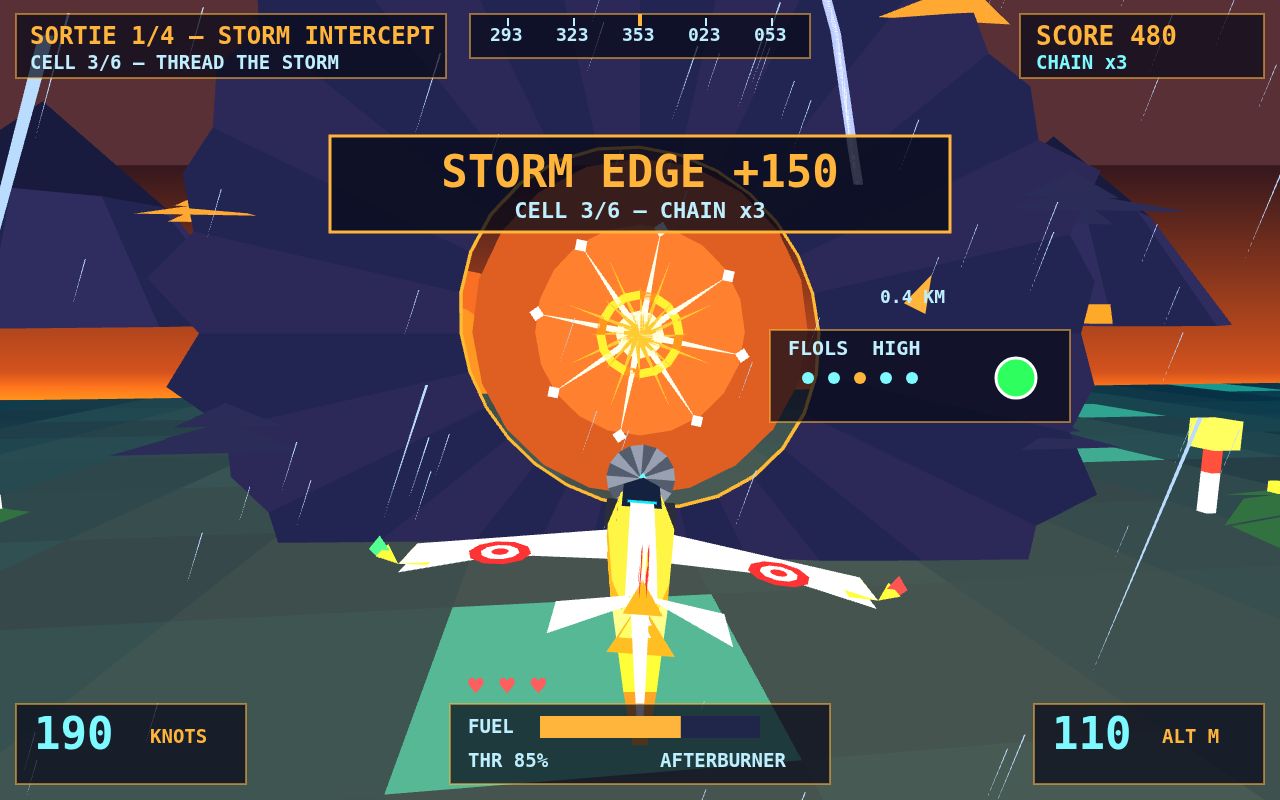 SORTIE 1/4 — STORM INTERCEPT
CELL 3/6 — THREAD THE STORM
293 323 353 023 053
SCORE 480
CHAIN x3
STORM EDGE +150
CELL 3/6 — CHAIN x3
0.4 KM
FLOLS HIGH
190 KNOTS
FUEL
THR 85% AFTERBURNER
110 ALT M